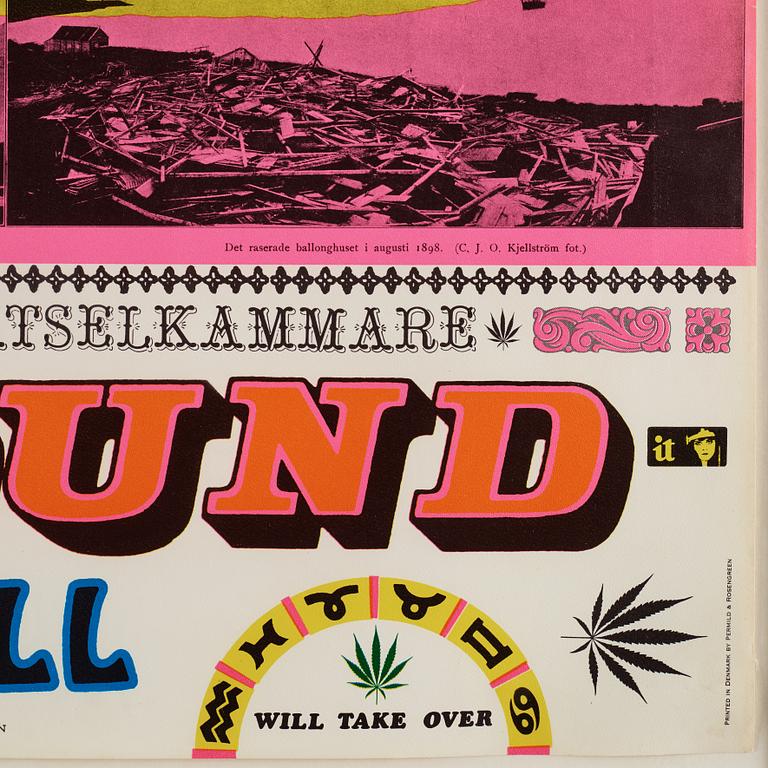 Det raserade ballonghuset i augusti 1898. (C. J. O. Kjellström fot.)
TSELKAMMARE
UND
it
LL
WILL TAKE OVER
N
PRINTED IN DENMARK BY PERMILD & ROSENGREEN